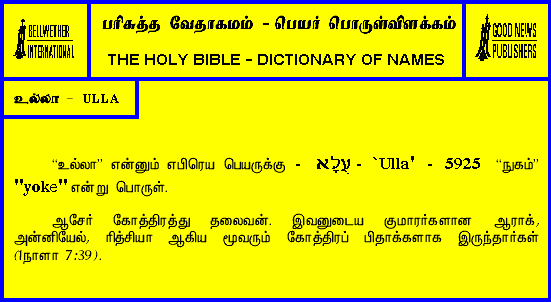 BELLWETHER
INTERNATIONAL
பரிசுத்த வேதாகமம் - பெயர் பொருள்விளக்கம்
THE HOLY BIBLE - DICTIONARY OF NAMES
GOOD NEWS
PUBLISHERS
உல்லா - ULLA
“உல்லா” என்னும் எபிரெய பெயருக்கு - עֻלָּא - `Ulla' - 5925 “நுகம்”
"yoke" என்று பொருள்.
ஆசேர் கோத்திரத்து தலைவன். இவனுடைய குமாரர்களான ஆராக்,
அன்னியேல், ரித்சியா ஆகிய மூவரும் கோத்திரப் பிதாக்களாக இருந்தார்கள்
(1நாளா 7:39).